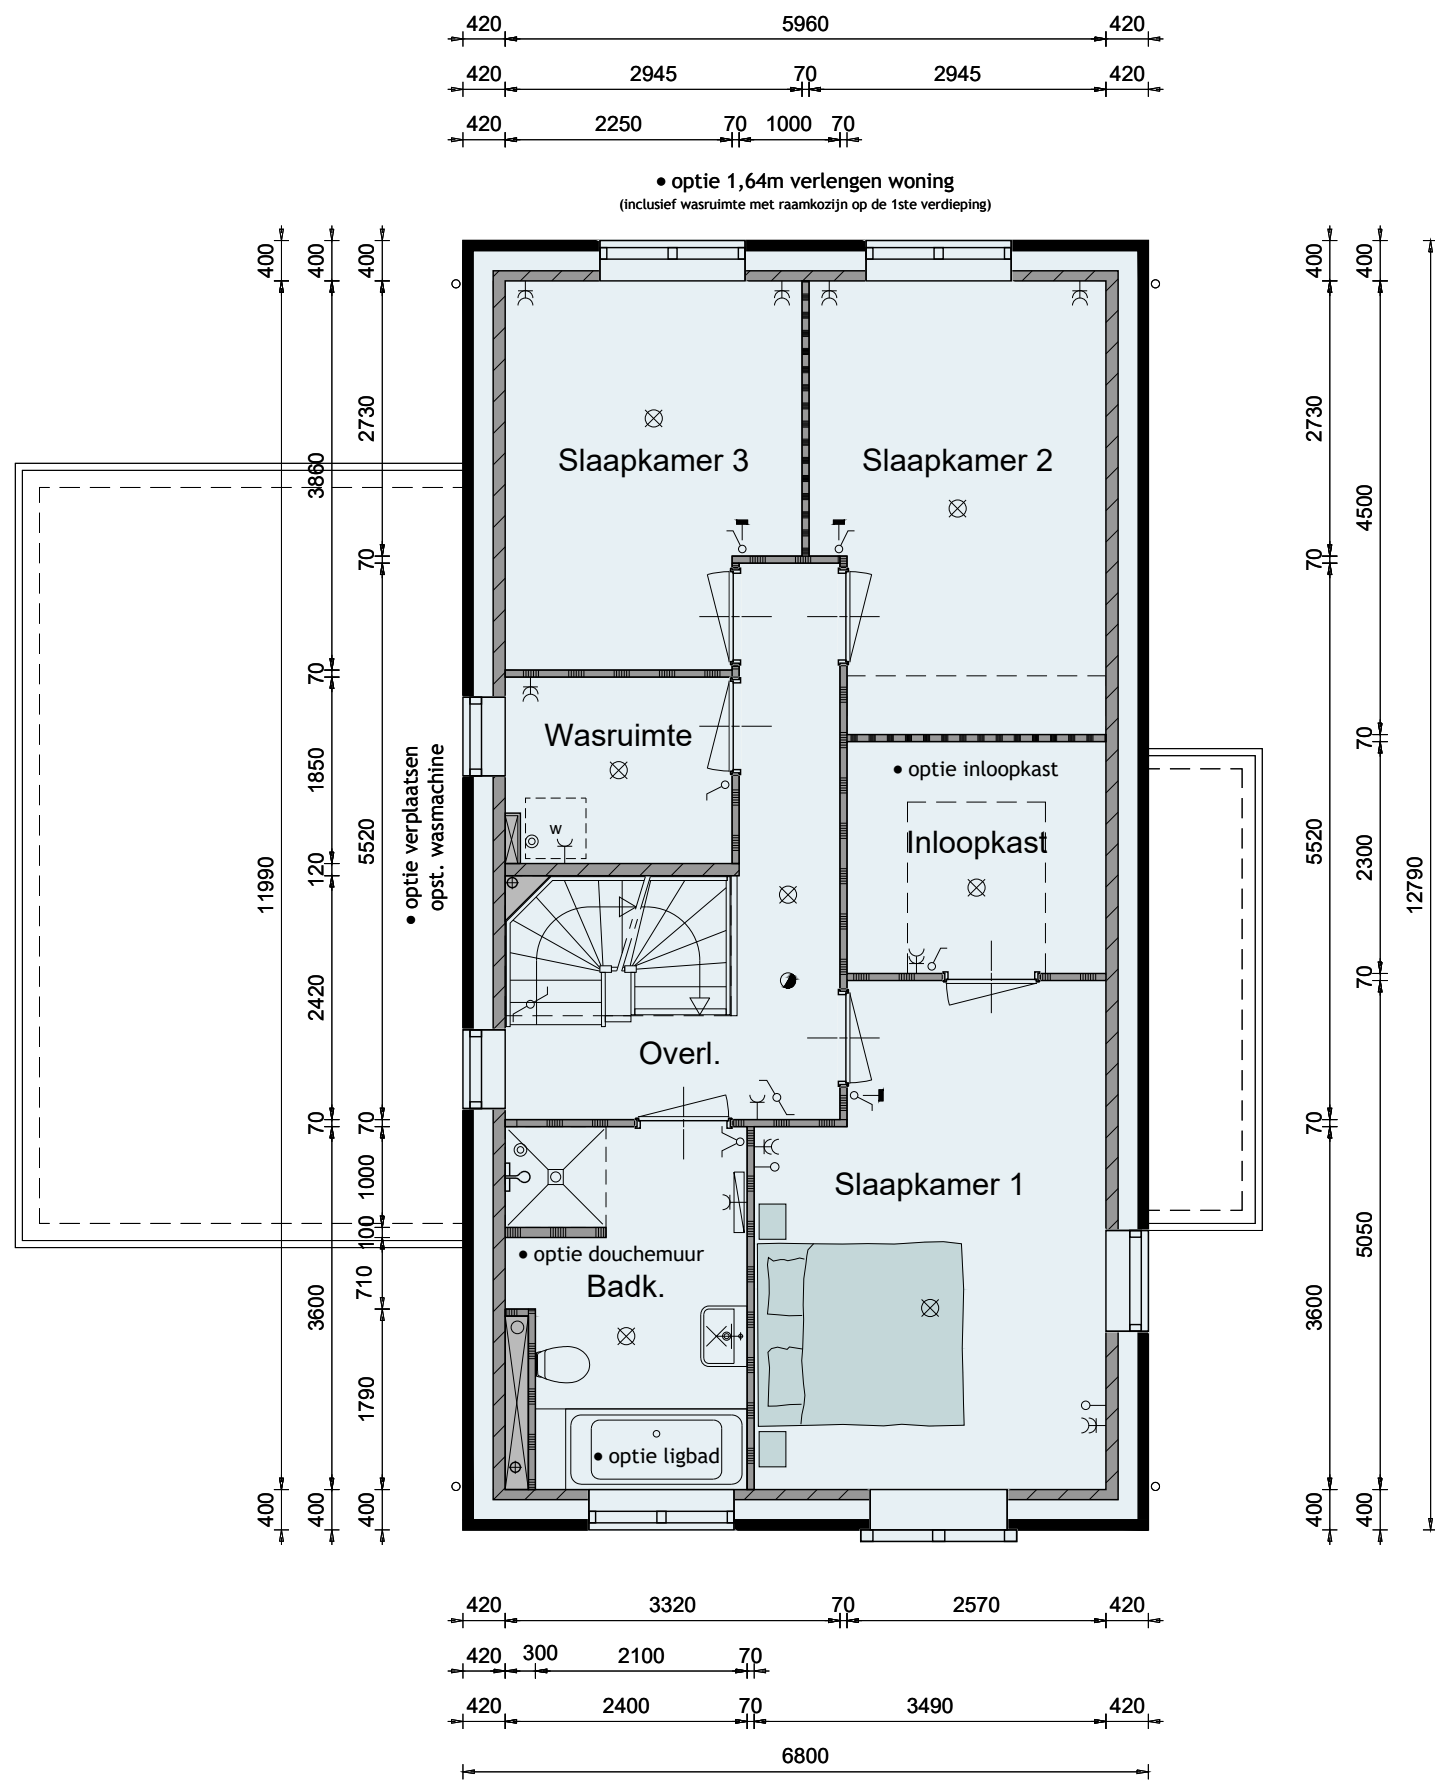 420 5960 420
420 2945 70 2945 420
420 2250 70 1000 70
• optie 1,64m verlengen woning
(inclusief wasruimte met raamkozijn op de 1ste verdieping)
400 400 400 400 400
2730 2730
3860
Slaapkamer 3 Slaapkamer 2
4500
70 70
70
Wasruimte
70
• optie verplaatsen
opst. wasmachine
• optie inloopkast
1850
w
Inloopkast
5520 5520
120 2300
11990 12790
70
2420
Overl.
70 70 70
1000
Slaapkamer 1
100
• optie douchemuur
5050
710
Badk.
3600 3600
1790
• optie ligbad
400 400 400 400 400
420 3320 70 2570 420
420 300 2100 70
420 2400 70 3490 420
6800